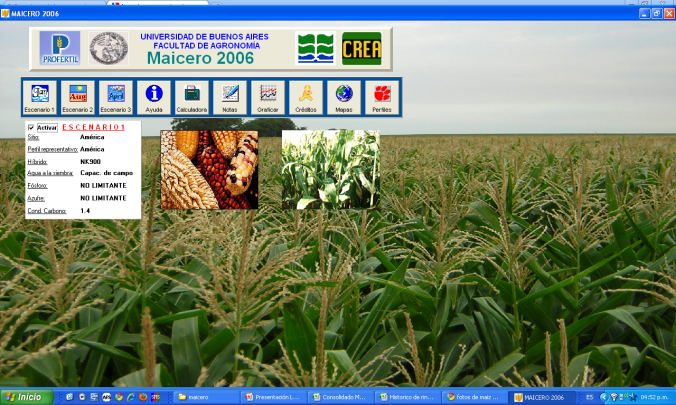 MAICERO 2006
PROFERTIL
UNIVERSIDAD DE BUENOS AIRES
FACULTAD DE AGRONOMÍA
Maicero 2006
CREA
Escenario 1
Escenario 2
Escenario 3
Ayuda
Calculadora
Notas
Graficar
Créditos
Mapas
Perfiles
Activar ESCENARIO 1
Sitio: América
Perfil representativo: América
Híbrido: NK900
Agua a la siembra: Capac. de campo
Fósforo: NO LIMITANTE
Azufre: NO LIMITANTE
Cond. Carbono: 1.4
Inicio
maicero
Presentación L...
Consolidado M...
Historico de rin...
fotos de maiz ...
MAICERO 2006
ES
04:52 p.m.